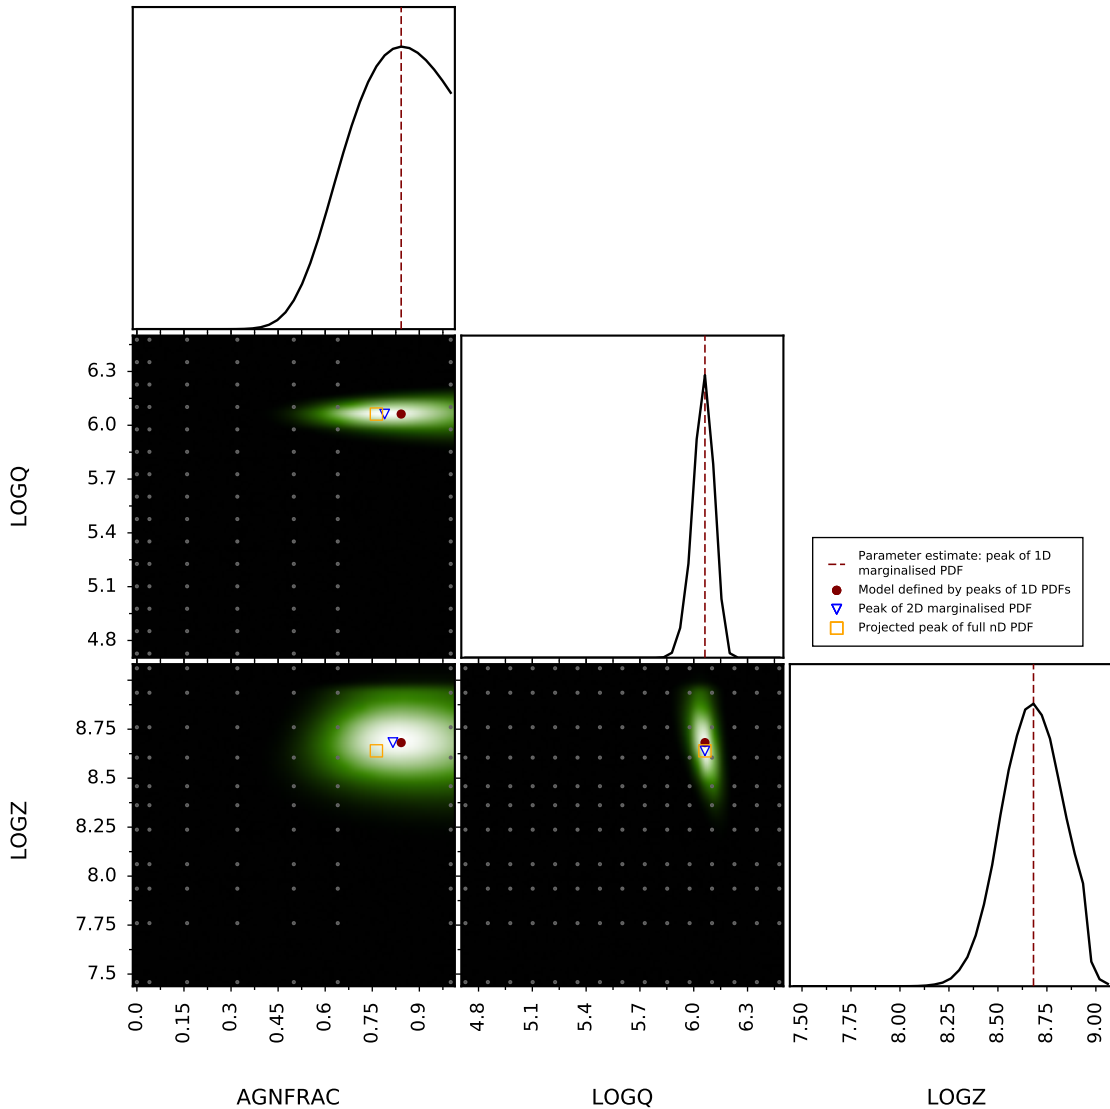 6.3
6.0
5.7
5.4
5.1
4.8
LOGQ
Parameter estimate: peak of 1D
marginalised PDF
Model defined by peaks of 1D PDFs
Peak of 2D marginalised PDF
Projected peak of full nD PDF
8.75
8.5
8.25
8.0
7.75
7.5
LOGZ
0.0 0.15 0.3 0.45 0.6 0.75 0.9
4.8 5.1 5.4 5.7 6.0 6.3
7.50 7.75 8.00 8.25 8.50 8.75 9.00
AGNFRAC LOGQ LOGZ